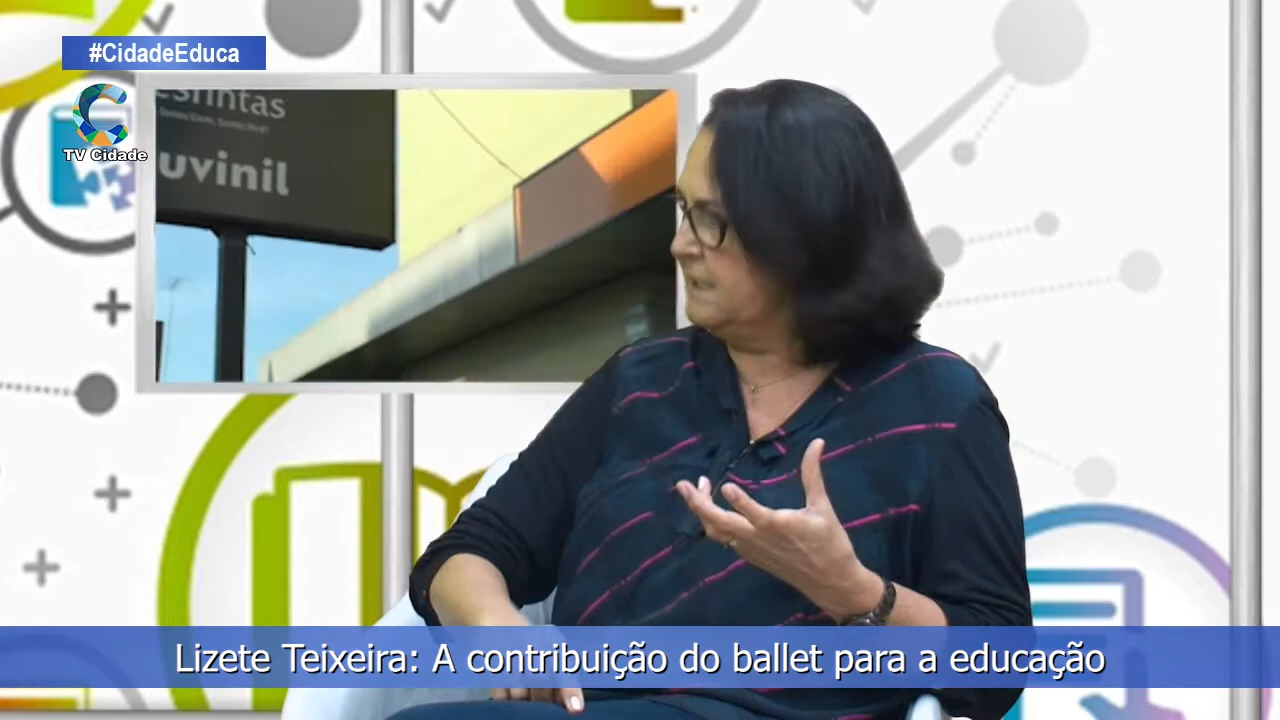 #CidadeEduca
TV Cidade
uvinil
Lizete Teixeira: A contribuição do ballet para a educação